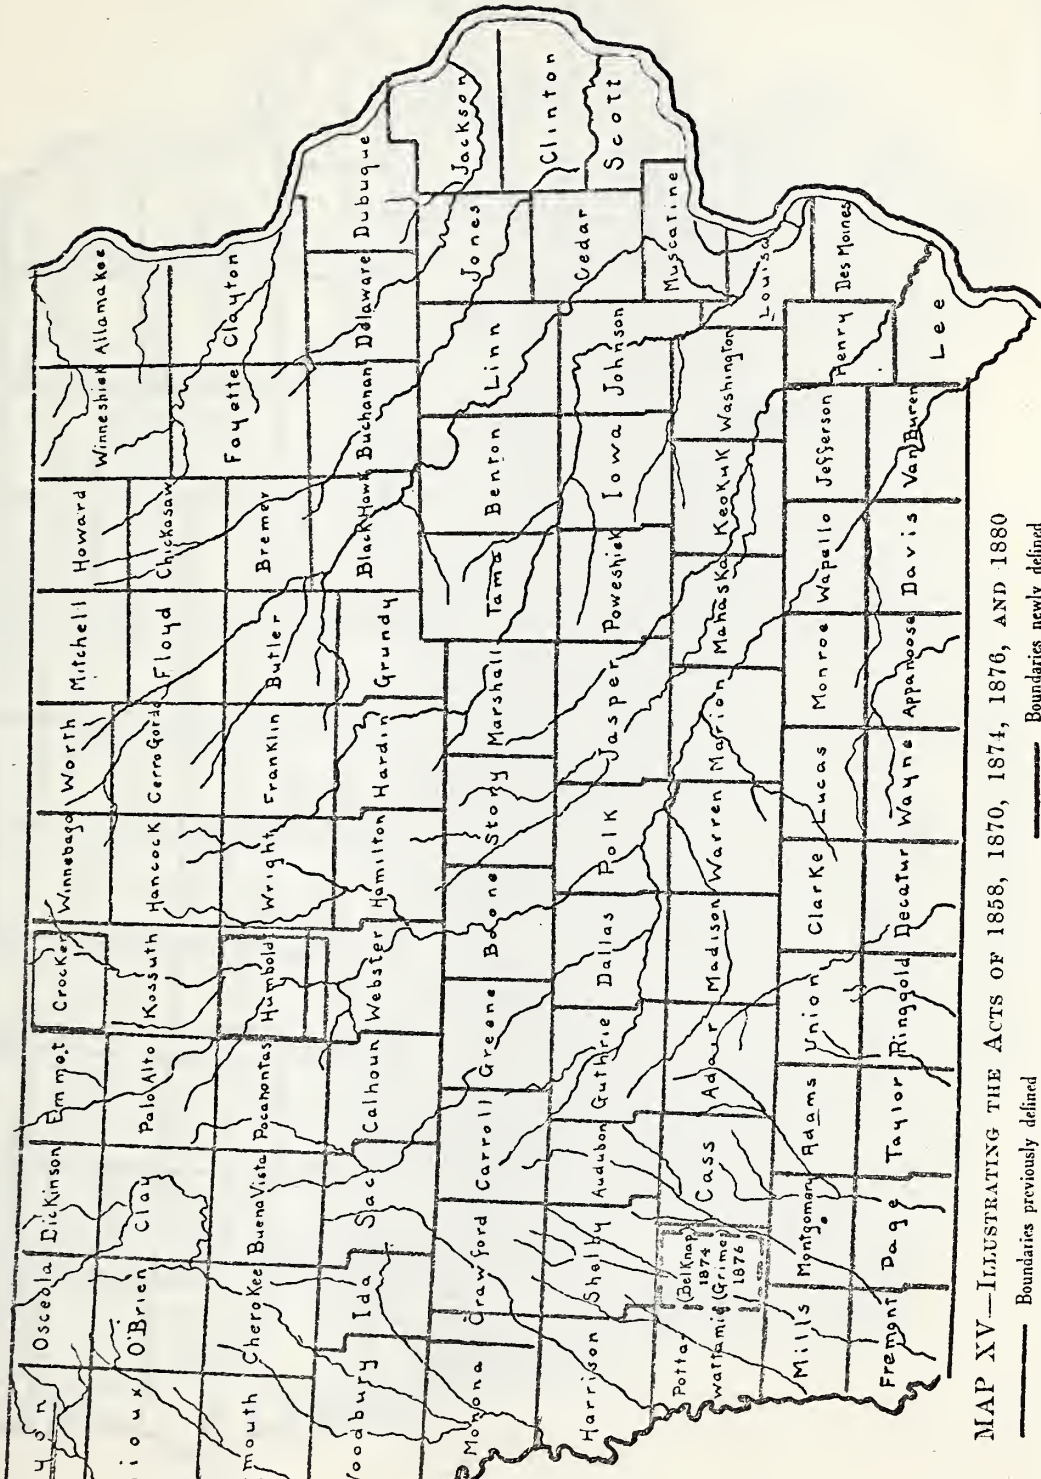 yson
Osceola
Dickinson
Emmet
Crocker
Winnebago
Worth
Mitchell
Howard
Winneshiek
Allamakee
ioux
O'Brien
Clay
Palo Alto
Kossuth
Hancock
Cerro Gordo
Floyd
Chickasaw
Fayette
Clayton
mouth
Cherokee
Buena Vista
Pocahontas
Humboldt
Wright
Franklin
Butler
Bremer
oodbury
Ida
Sac
Calhoun
Webster
Hamilton
Hardin
Grundy
Black Hawk
Buchanan
Delaware
Dubuque
Monona
Crawford
Carroll
Greene
Boone
Story
Marshall
Tama
Benton
Linn
Jones
Jackson
Harrison
Shelby
Audubon
Guthrie
Dallas
Polk
Jasper
Poweshiek
Iowa
Johnson
Cedar
Clinton
Scott
Pottawattamie
(BelKnap
1874
(Grimes
1876
Cass
Adair
Madison
Warren
Marion
Mahaska
Keokuk
Washington
Louisa
Muscatine
Mills
Montgomery
Adams
Union
Clarke
Lucas
Monroe
Wapello
Jefferson
Henry
Des Moines
Fremont
Page
Taylor
Ringgold
Decatur
Wayne
Appanoose
Davis
Van Buren
Lee
MAP XV—ILLUSTRATING THE ACTS OF 1858, 1870, 1874, 1876, AND 1880
Boundaries previously defined
Boundaries newly defined